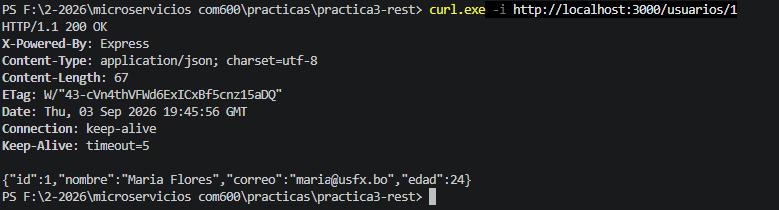 PS F:\2-2026\microservicios com600\practicas\practica3-rest> curl.exe -i http://localhost:3000/usuarios/1
HTTP/1.1 200 OK
X-Powered-By: Express
Content-Type: application/json; charset=utf-8
Content-Length: 67
ETag: W/"43-cVn4thVFWd6ExICxBf5cnz15aDQ"
Date: Thu, 03 Sep 2026 19:45:56 GMT
Connection: keep-alive
Keep-Alive: timeout=5
{"id":1,"nombre":"Maria Flores","correo":"maria@usfx.bo","edad":24}
PS F:\2-2026\microservicios com600\practicas\practica3-rest>